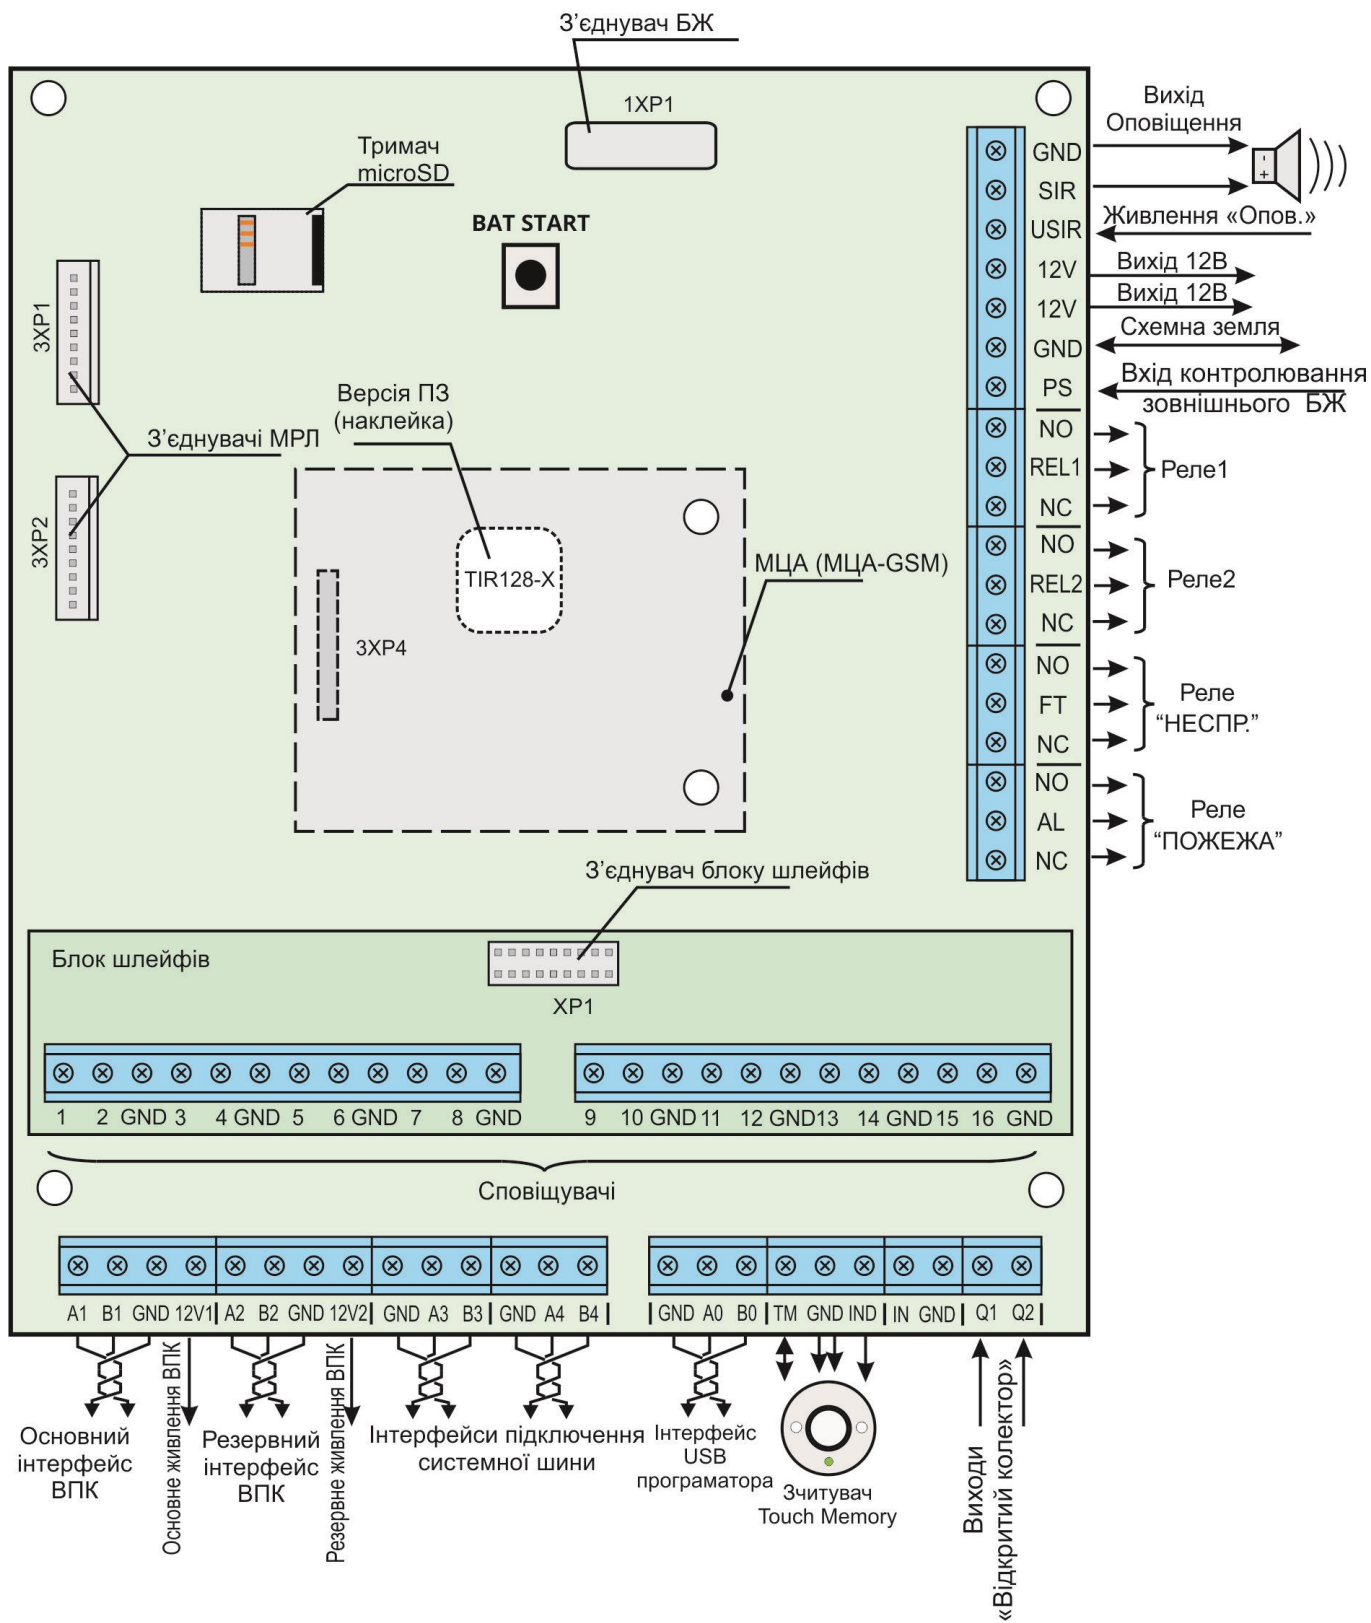 З’єднувач БЖ
1XP1
Тримач
microSD
BAT START
3XP1
З’єднувачі МРЛ
3XP2
Версія ПЗ
(наклейка)
TIR128-X
3XP4
МЦА (МЦА-GSM)
GND
SIR
USIR
12V
12V
GND
PS
NO
REL1
NC
NO
REL2
NC
NO
FT
NC
NO
AL
NC
Вихід
Оповіщення
- +
Живлення «Опов.»
Вихід 12В
Вихід 12В
Схемна земля
Вхід контролювання
зовнішнього БЖ
Реле1
Реле2
Реле
“НЕСПР.”
Реле
“ПОЖЕЖА”
З’єднувач блоку шлейфів
Блок шлейфів
XP1
1 2 GND 3 4 GND 5 6 GND 7 8 GND
9 10 GND 11 12 GND 13 14 GND 15 16 GND
Сповіщувачі
A1 B1 GND 12V1 A2 B2 GND 12V2 GND A3 B3 GND A4 B4
GND A0 B0 TM GND IND IN GND Q1 Q2
Основний
інтерфейс
ВПК
Основне живлення ВПК
Резервний
інтерфейс
ВПК
Резервне живлення ВПК
Інтерфейси підключення
системної шини
Інтерфейс
USB
програматора
Зчитувач
Touch Memory
Виходи
«Відкритий колектор»